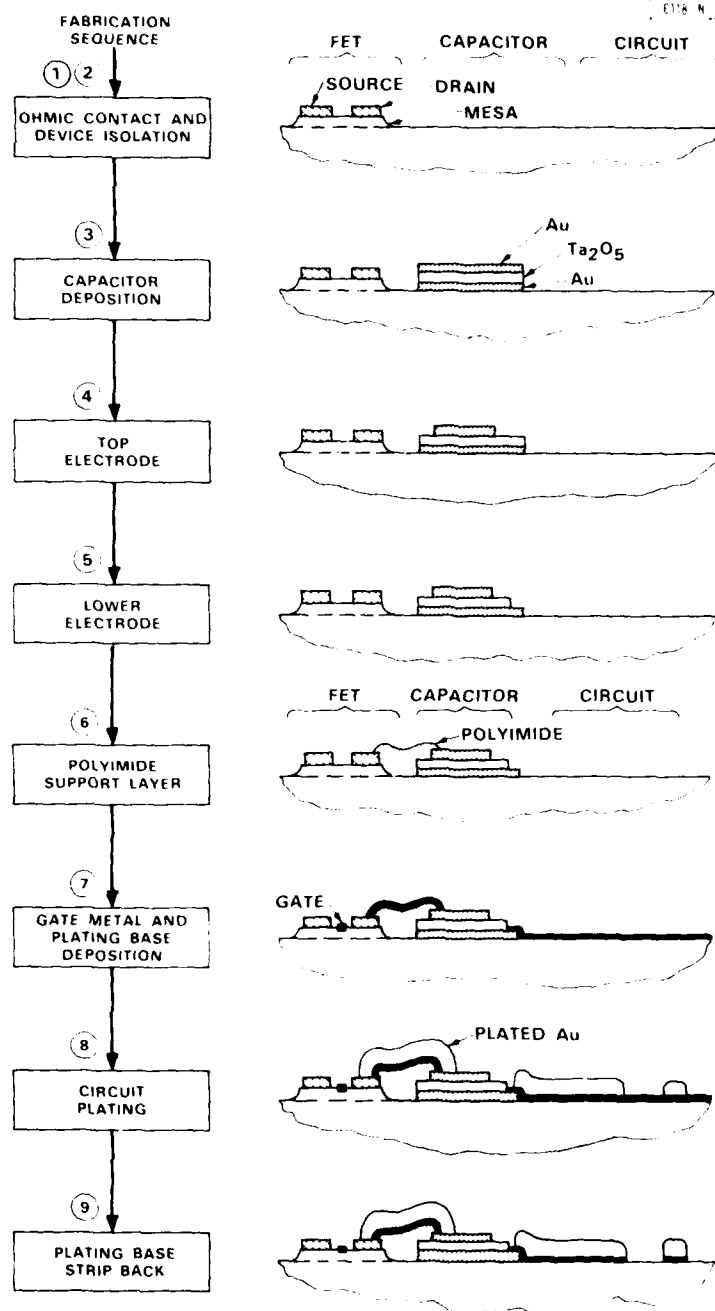 FABRICATION
SEQUENCE
1 2
OHMIC CONTACT AND
DEVICE ISOLATION
3
CAPACITOR
DEPOSITION
4
TOP
ELECTRODE
5
LOWER
ELECTRODE
6
POLYIMIDE
SUPPORT LAYER
7
GATE METAL AND
PLATING BASE
DEPOSITION
8
CIRCUIT
PLATING
9
PLATING BASE
STRIP BACK
FET CAPACITOR CIRCUIT
SOURCE DRAIN
MESA
Au
Ta2O5
Au
FET CAPACITOR CIRCUIT
POLYIMIDE
GATE
PLATED Au